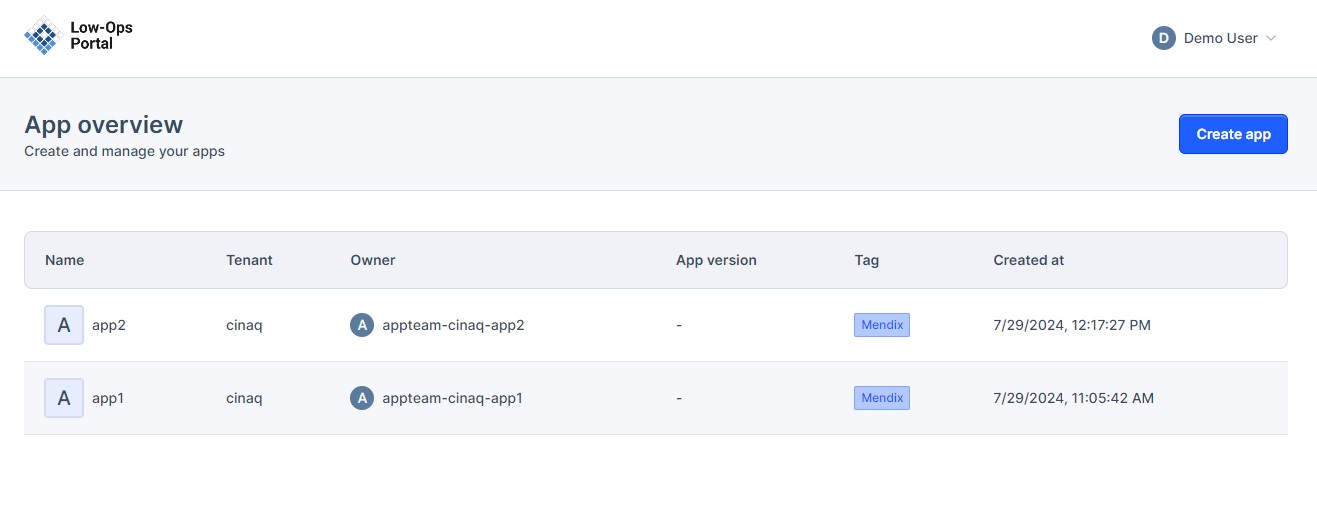 Low-Ops
Portal
D Demo User
App overview
Create and manage your apps
Create app
Name Tenant Owner App version Tag Created at
A app2 cinaq A appteam-cinaq-app2 - Mendix 7/29/2024, 12:17:27 PM
A app1 cinaq A appteam-cinaq-app1 - Mendix 7/29/2024, 11:05:42 AM